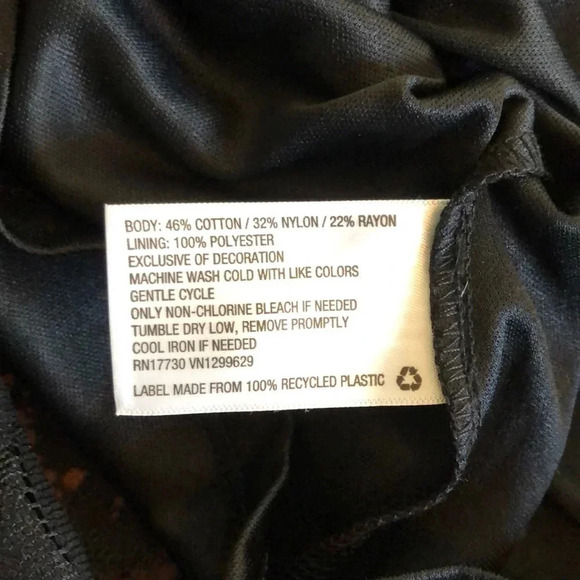 BODY: 46% COTTON / 32% NYLON / 22% RAYON
LINING: 100% POLYESTER
EXCLUSIVE OF DECORATION
MACHINE WASH COLD WITH LIKE COLORS
GENTLE CYCLE
ONLY NON-CHLORINE BLEACH IF NEEDED
TUMBLE DRY LOW, REMOVE PROMPTLY
COOL IRON IF NEEDED
RN17730 VN1299629
LABEL MADE FROM 100% RECYCLED PLASTIC